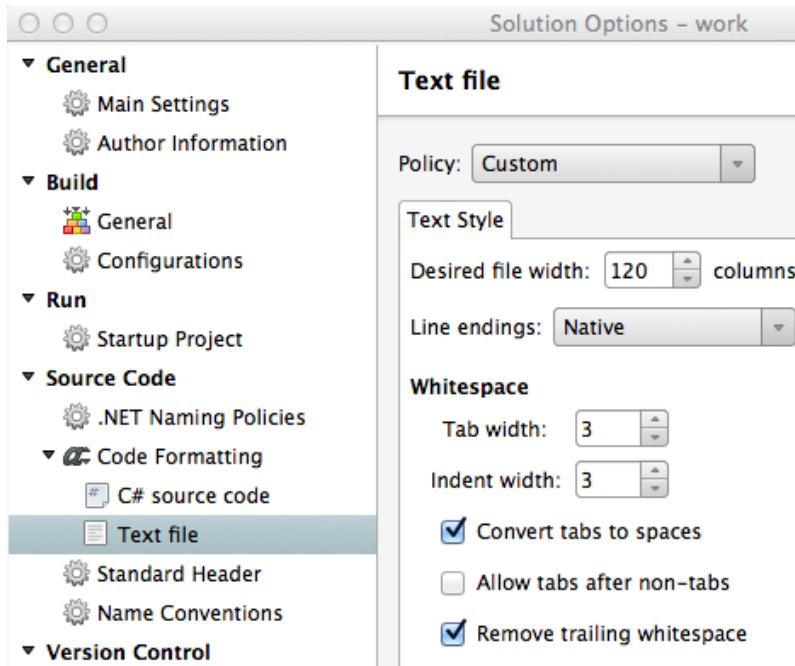 Solution Options – work
General
Main Settings
Author Information
Build
General
Configurations
Run
Startup Project
Source Code
.NET Naming Policies
Code Formatting
C# source code
Text file
Standard Header
Name Conventions
Version Control
Text file
Policy: Custom
Text Style
Desired file width: 120 columns
Line endings: Native
Whitespace
Tab width: 3
Indent width: 3
Convert tabs to spaces
Allow tabs after non-tabs
Remove trailing whitespace